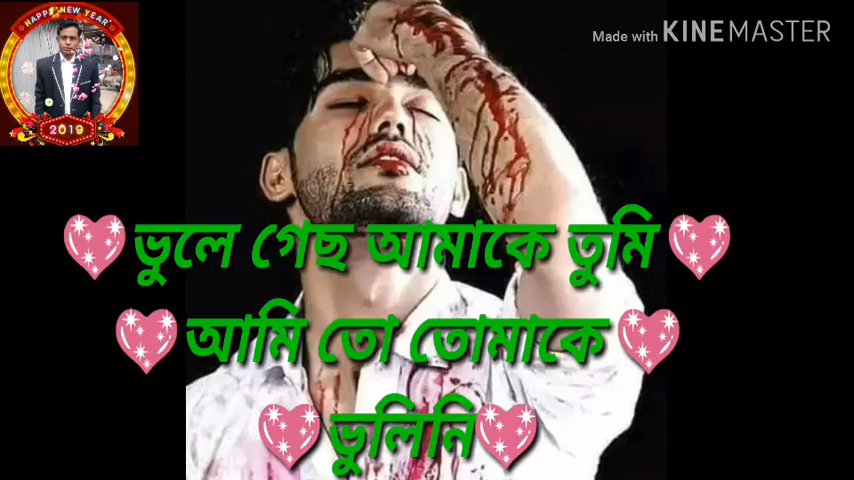 HAPPY NEW YEAR
2019
Made with KINEMASTER
ভুলে গেছ আমাকে তুমি
আমি তো তোমাকে
ভুলিনি